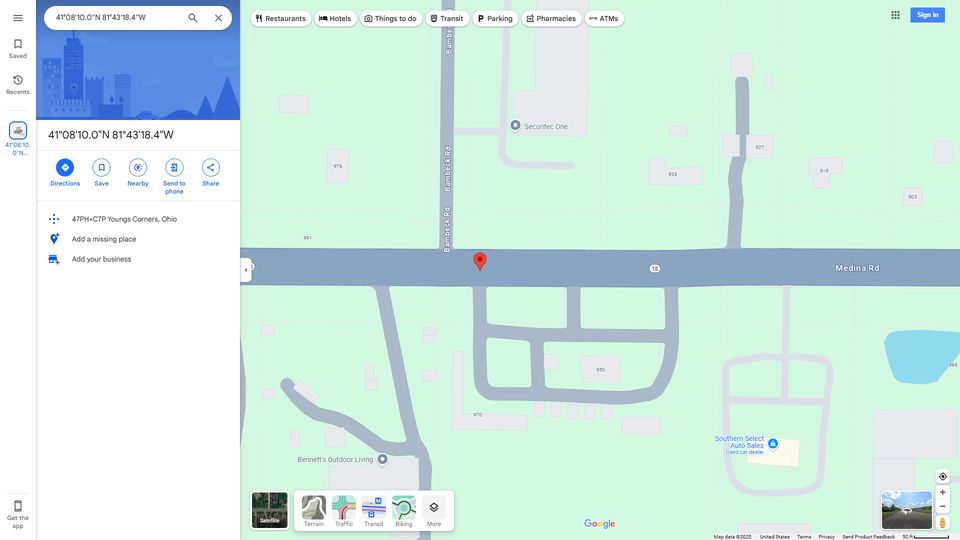 41°08'10.0"N 81°43'18.4"W
Saved
Recents
41°08'10.
0"N...
Get the
app
41°08'10.0"N 81°43'18.4"W
Directions
Save
Nearby
Send to
phone
Share
47PH+C7P Youngs Corners, Ohio
Add a missing place
Add your business
Restaurants
Hotels
Things to do
Transit
Parking
Pharmacies
ATMs
Sign in
Bambeck Rd
Securitec One
979
Bambeck Rd
927
953
919
903
Bambeck Rd
991
18
Medina Rd
950
970
Southern Select
Auto Sales
Used car dealer
Bennett's Outdoor Living
Satellite
Terrain
Traffic
Transit
Biking
More
Google
Map data ©2025
United States
Terms
Privacy
Send Product Feedback
50 ft